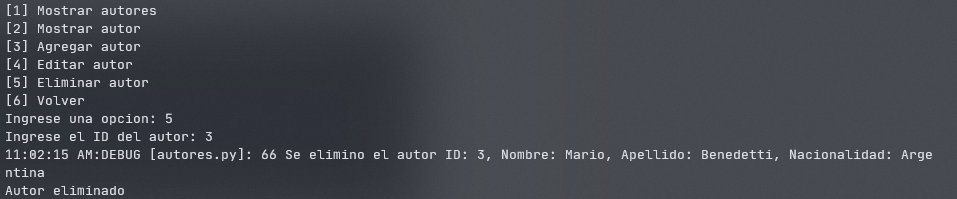 [1] Mostrar autores
[2] Mostrar autor
[3] Agregar autor
[4] Editar autor
[5] Eliminar autor
[6] Volver
Ingrese una opcion: 5
Ingrese el ID del autor: 3
11:02:15 AM:DEBUG [autores.py]: 66 Se elimino el autor ID: 3, Nombre: Mario, Apellido: Benedetti, Nacionalidad: Arge
ntina
Autor eliminado